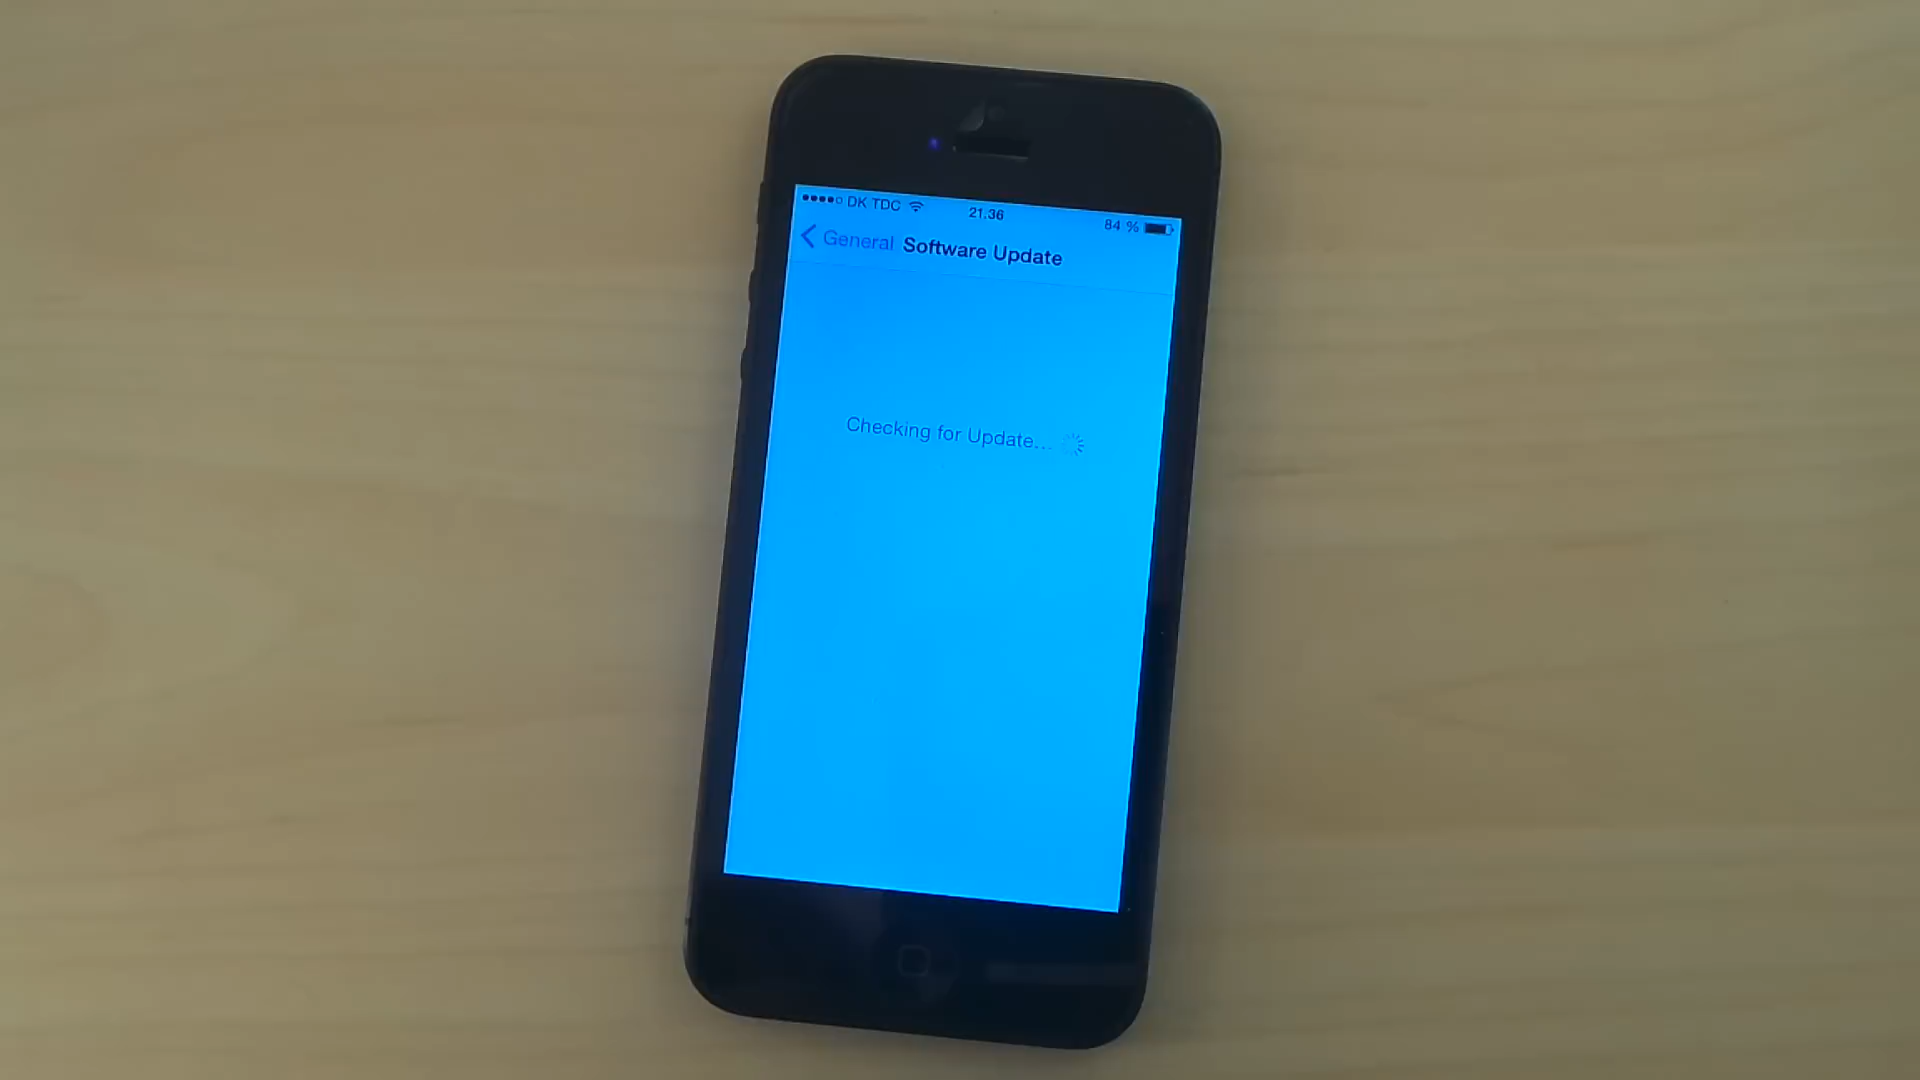 DK TDC 21.36 84 %
General Software Update
Checking for Update...